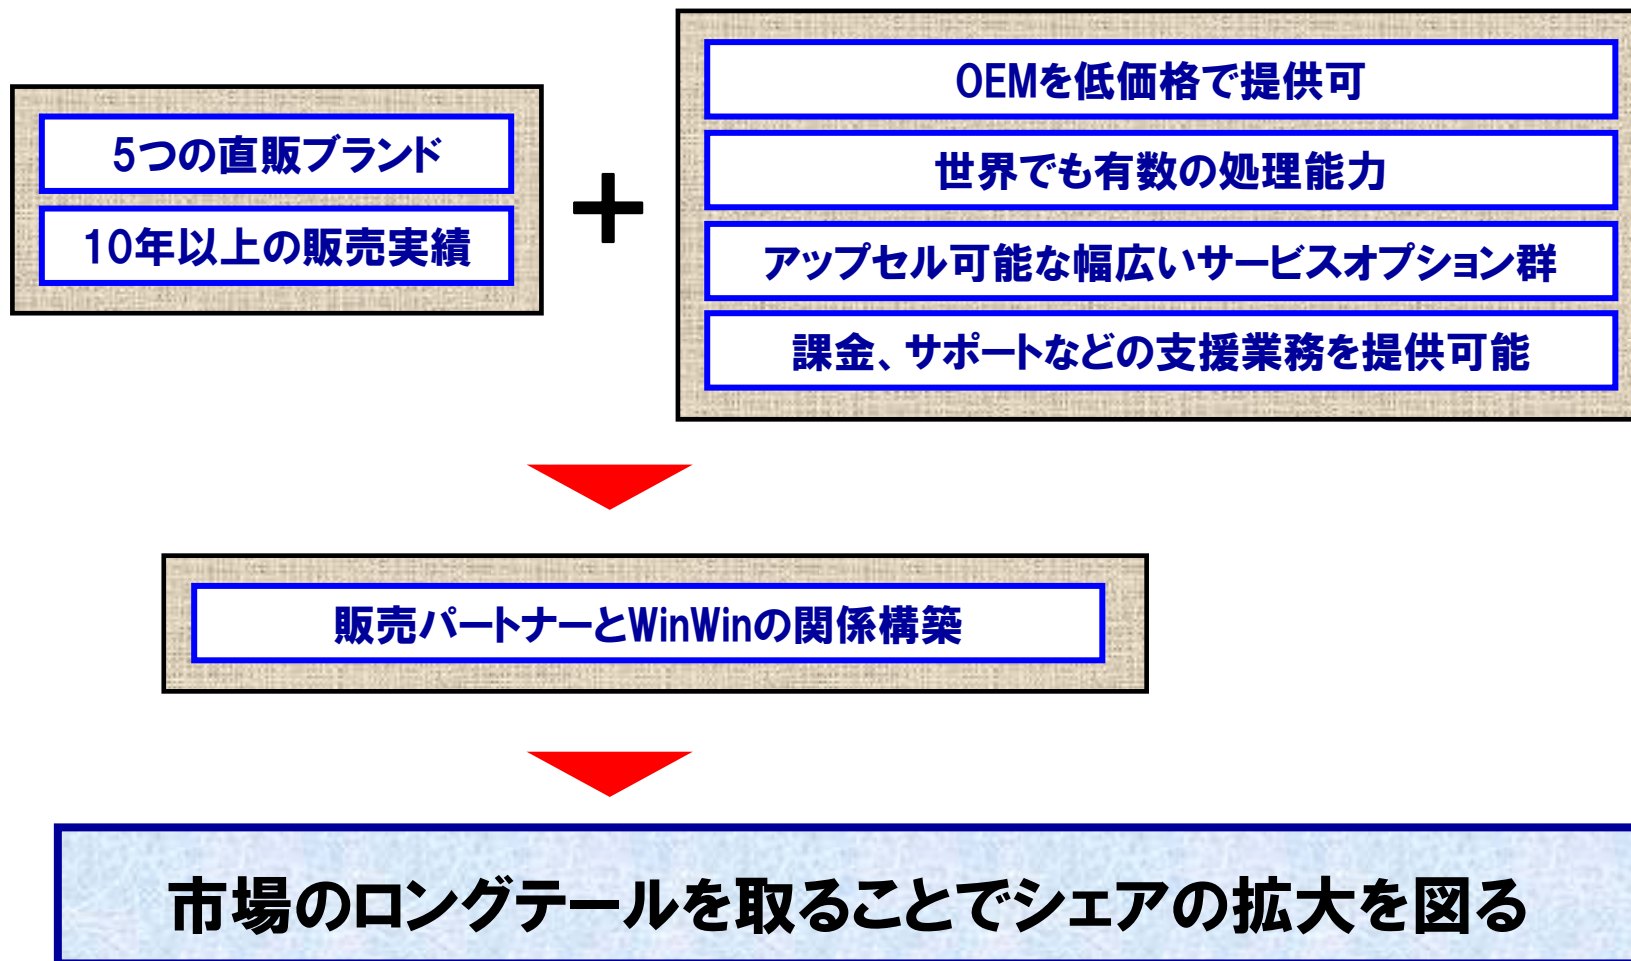 5つの直販ブランド
10年以上の販売実績
+
OEMを低価格で提供可
世界でも有数の処理能力
アップセル可能な幅広いサービスオプション群
課金、サポートなどの支援業務を提供可能
販売パートナーとWinWinの関係構築
市場のロングテールを取ることでシェアの拡大を図る